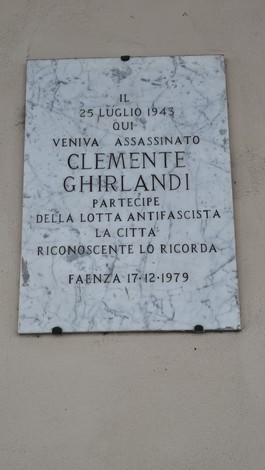 IL
25 LUGLIO 1943
QUI
VENIVA ASSASSINATO
CLEMENTE
GHIRLANDI
PARTECIPE
DELLA LOTTA ANTIFASCISTA
LA CITTÀ
RICONOSCENTE LO RICORDA
FAENZA 17·12·1979